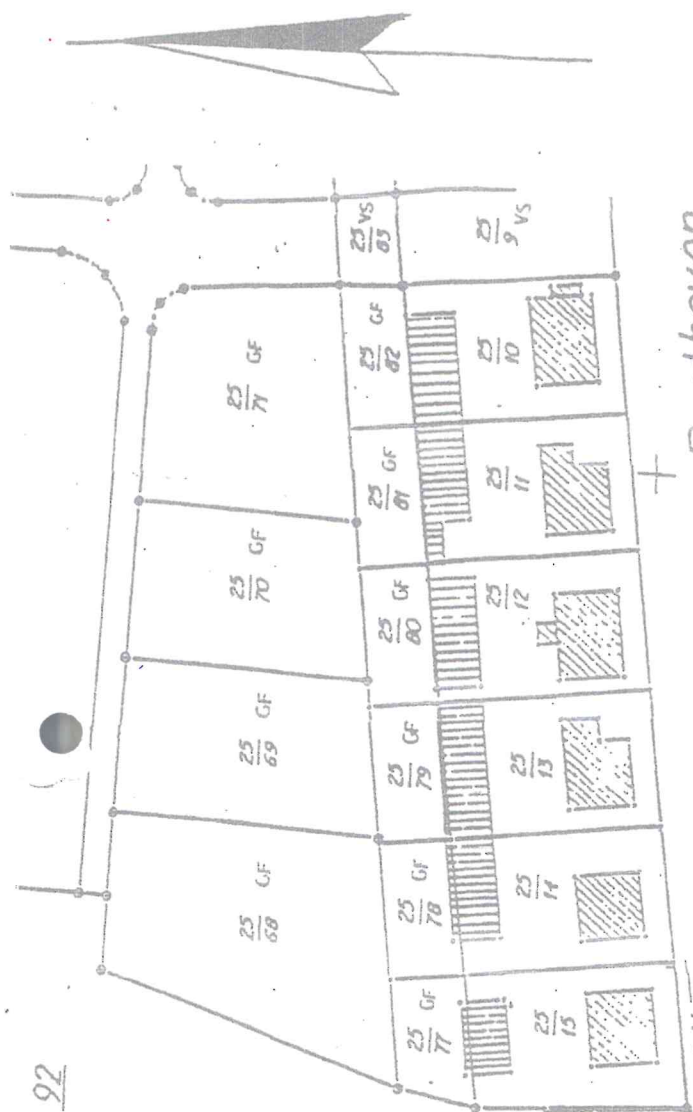 25/83 VS
25/9 VS
25/71 GF
25/82 GF
25/10
25/81 GF
25/11
25/70 GF
25/80 GF
25/12
25/69 GF
25/79 GF
25/13
25/68 GF
25/78 GF
25/14
25/77 GF
25/15
92